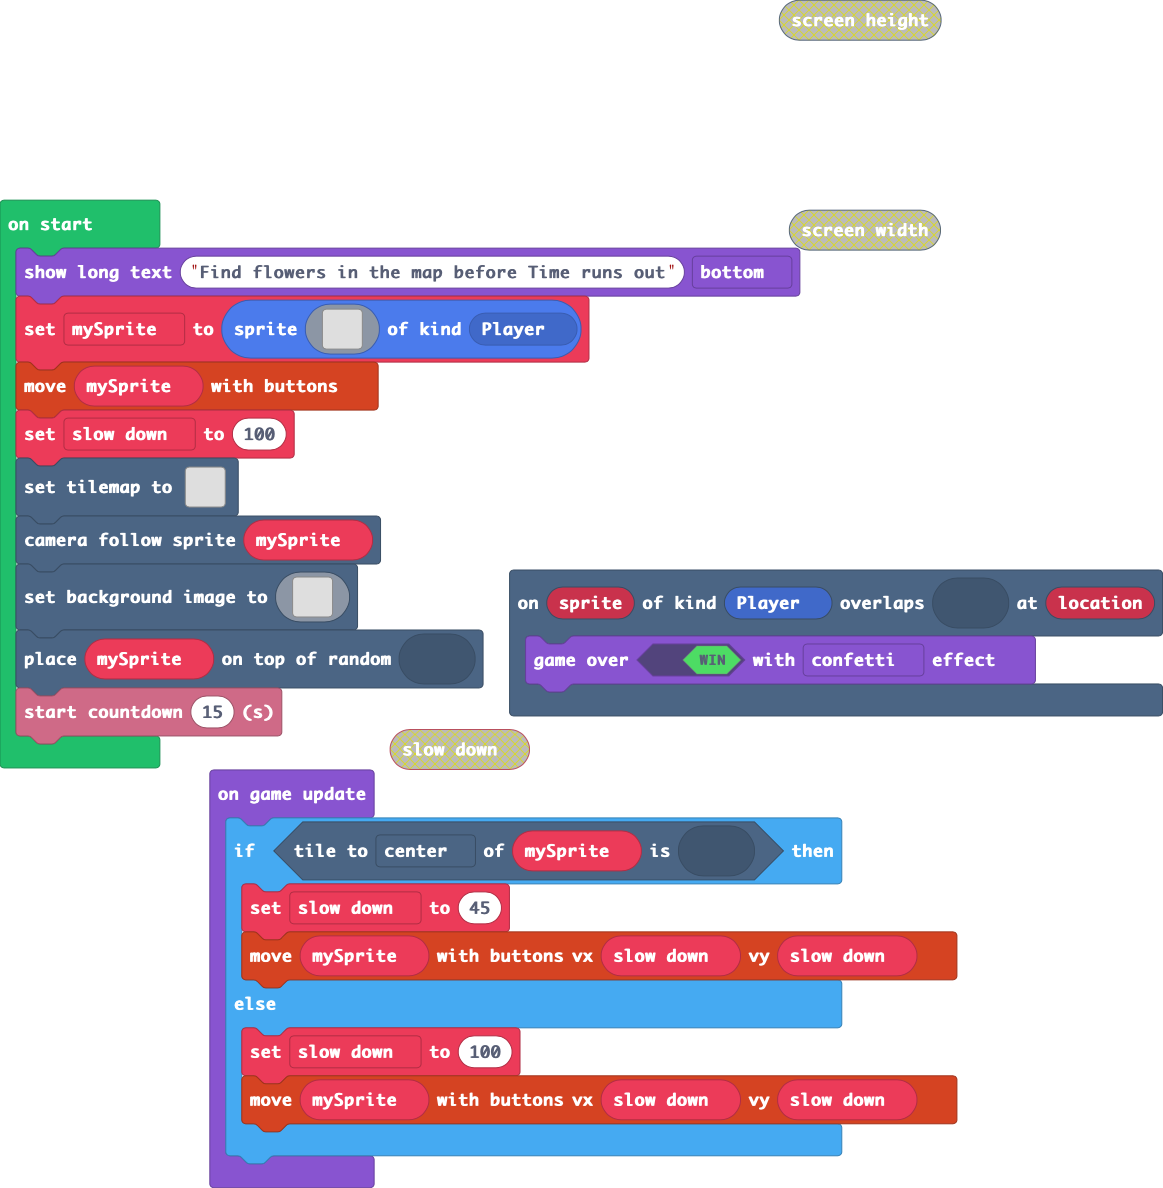 screen height
on start
screen width
show long text "Find flowers in the map before Time runs out" bottom
set mySprite to sprite of kind Player
move mySprite with buttons
set slow down to 100
set tilemap to
camera follow sprite mySprite
set background image to
place mySprite on top of random
start countdown 15 (s)
on sprite of kind Player overlaps at location
game over WIN with confetti effect
slow down
on game update
if tile to center of mySprite is then
set slow down to 45
move mySprite with buttons vx slow down vy slow down
else
set slow down to 100
move mySprite with buttons vx slow down vy slow down